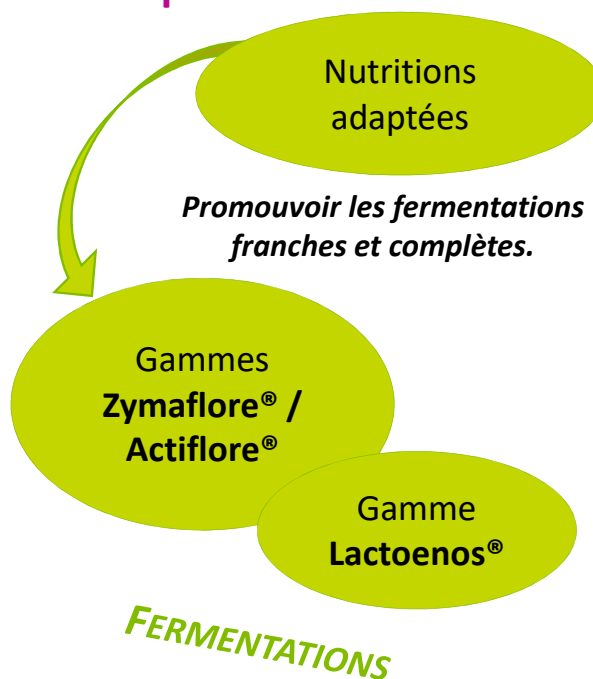 Nutritions
adaptées
Promouvoir les fermentations
franches et complètes.
Gammes
Zymaflore® /
Actiflore®
Gamme
Lactoenos®
FERMENTATIONS